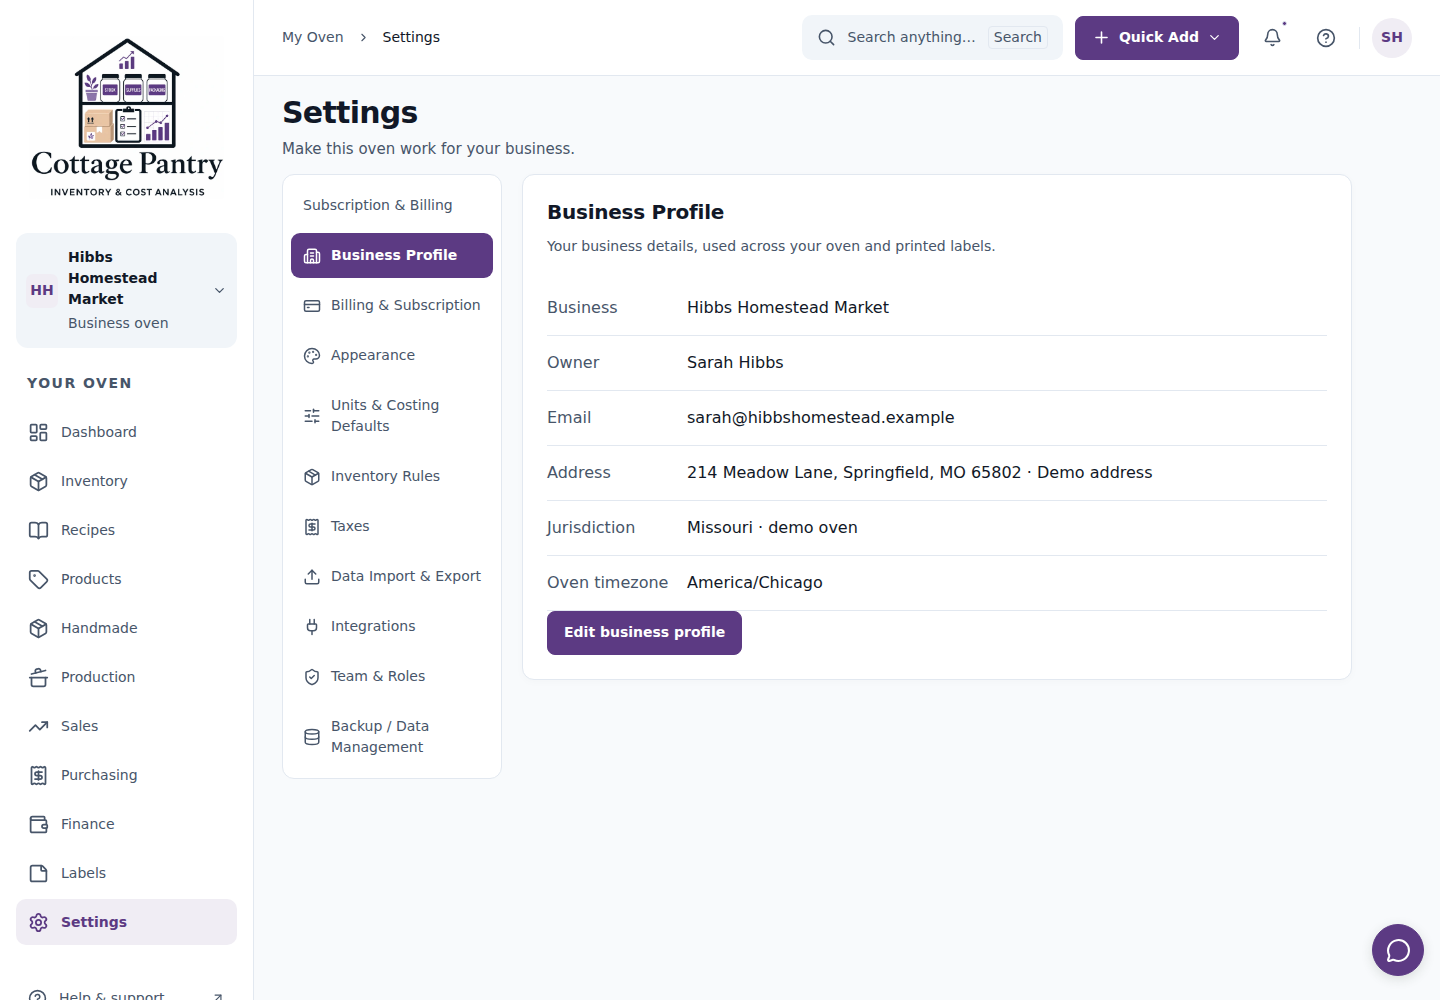 Cottage Pantry
INVENTORY & COST ANALYSIS
HH
Hibbs
Homestead
Market
Business oven
YOUR OVEN
Dashboard
Inventory
Recipes
Products
Handmade
Production
Sales
Purchasing
Finance
Labels
Settings
Help & support
My Oven
Settings
Search anything...
Search
Quick Add
SH
Settings
Make this oven work for your business.
Subscription & Billing
Business Profile
Billing & Subscription
Appearance
Units & Costing
Defaults
Inventory Rules
Taxes
Data Import & Export
Integrations
Team & Roles
Backup / Data
Management
Business Profile
Your business details, used across your oven and printed labels.
Business Hibbs Homestead Market
Owner Sarah Hibbs
Email sarah@hibbshomestead.example
Address 214 Meadow Lane, Springfield, MO 65802 · Demo address
Jurisdiction Missouri · demo oven
Oven timezone America/Chicago
Edit business profile